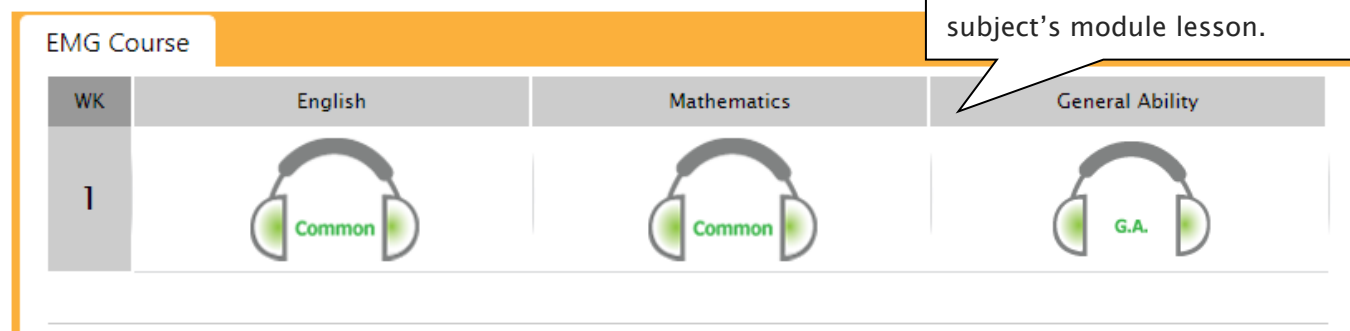 subject’s module lesson.
EMG Course
WK English Mathematics General Ability
1 Common Common G.A.